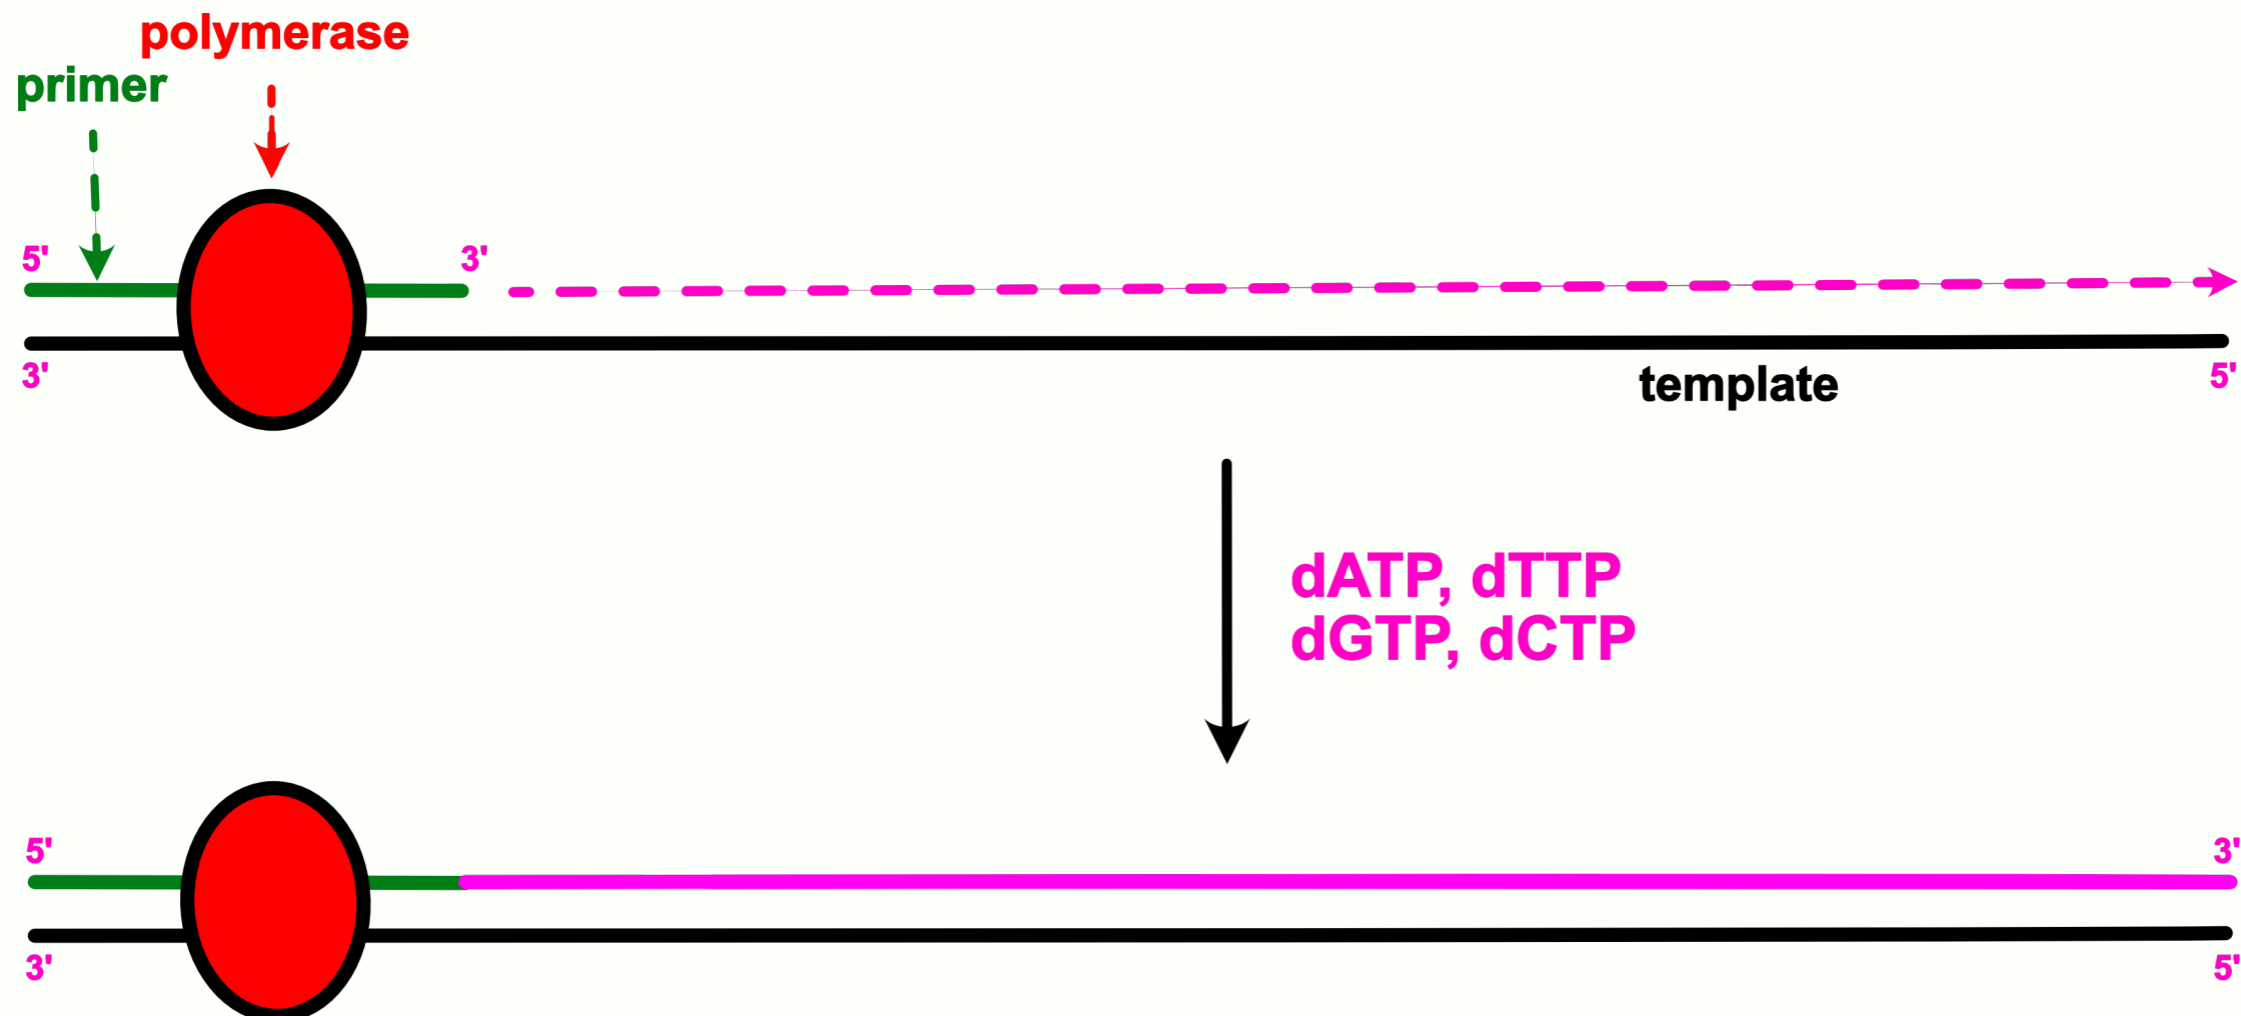 polymerase
primer
5'
3'
3'
template
5'
dATP, dTTP
dGTP, dCTP
5'
3'
3'
5'